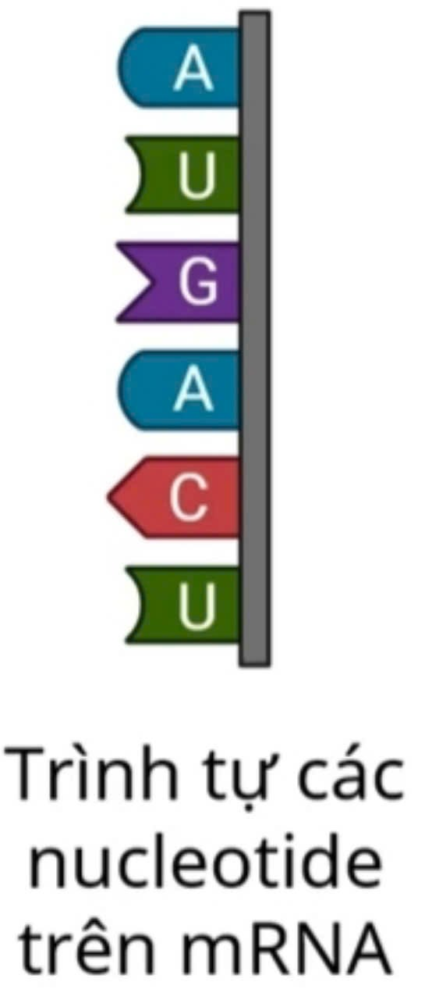 A
U
G
A
C
U
Trình tự các
nucleotide
trên mRNA